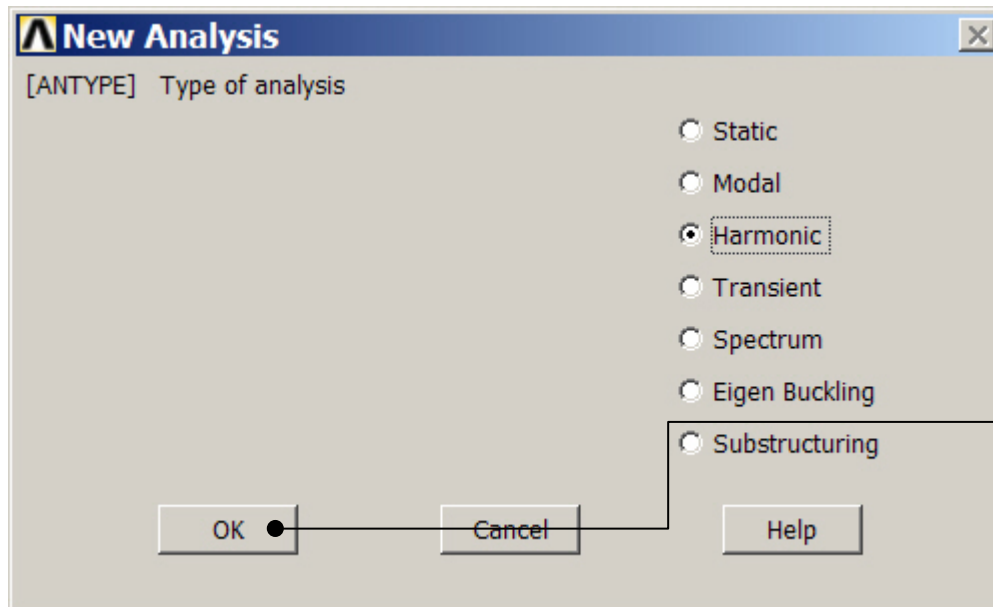 New Analysis
[ANTYPE] Type of analysis
Static
Modal
Harmonic
Transient
Spectrum
Eigen Buckling
Substructuring
OK Cancel Help